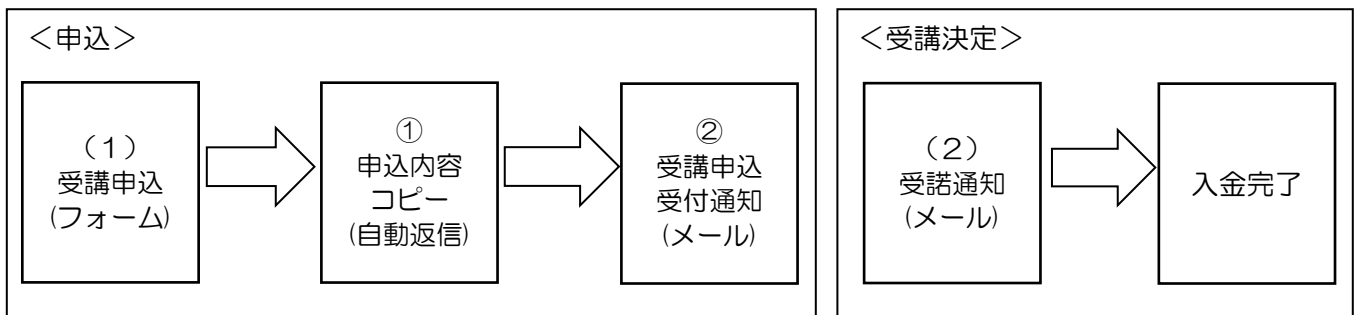 ＜申込＞
（１）
受講申込
(フォーム)
①
申込内容
コピー
(自動返信)
②
受講申込
受付通知
(メール)
＜受講決定＞
（２）
受諾通知
(メール)
入金完了